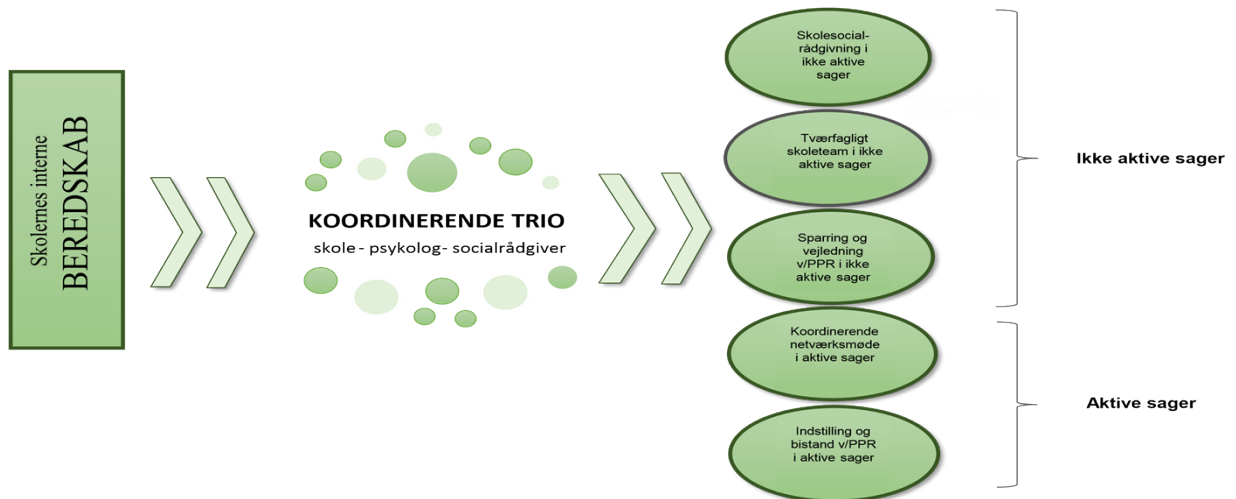 Skolernes interne
BEREDSKAB
KOORDINERENDE TRIO
skole - psykolog- socialrådgiver
Skolesocial-
rådgivning i
ikke aktive
sager
Tværfagligt
skoleteam i ikke
aktive sager
Sparring og
vejledning
v/PPR i ikke
aktive sager
Koordinerende
netværksmøde
i aktive sager
Indstilling og
bistand v/PPR
i aktive sager
Ikke aktive sager
Aktive sager